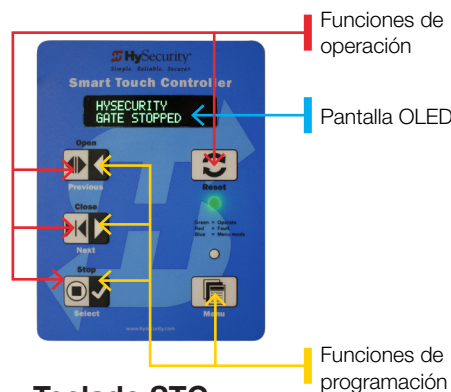 Funciones de
operación
HySecurity
Simple. Reliable. Secure.
Smart Touch Controller
HYSECURITY
GATE STOPPED
Pantalla OLED
Open
Previous
Reset
Close
Next
Green = Operate
Red = Fault
Blue = Menu mode
Stop
Select
Menu
www.hysecurity.com
Funciones de
programación
Teclado STC